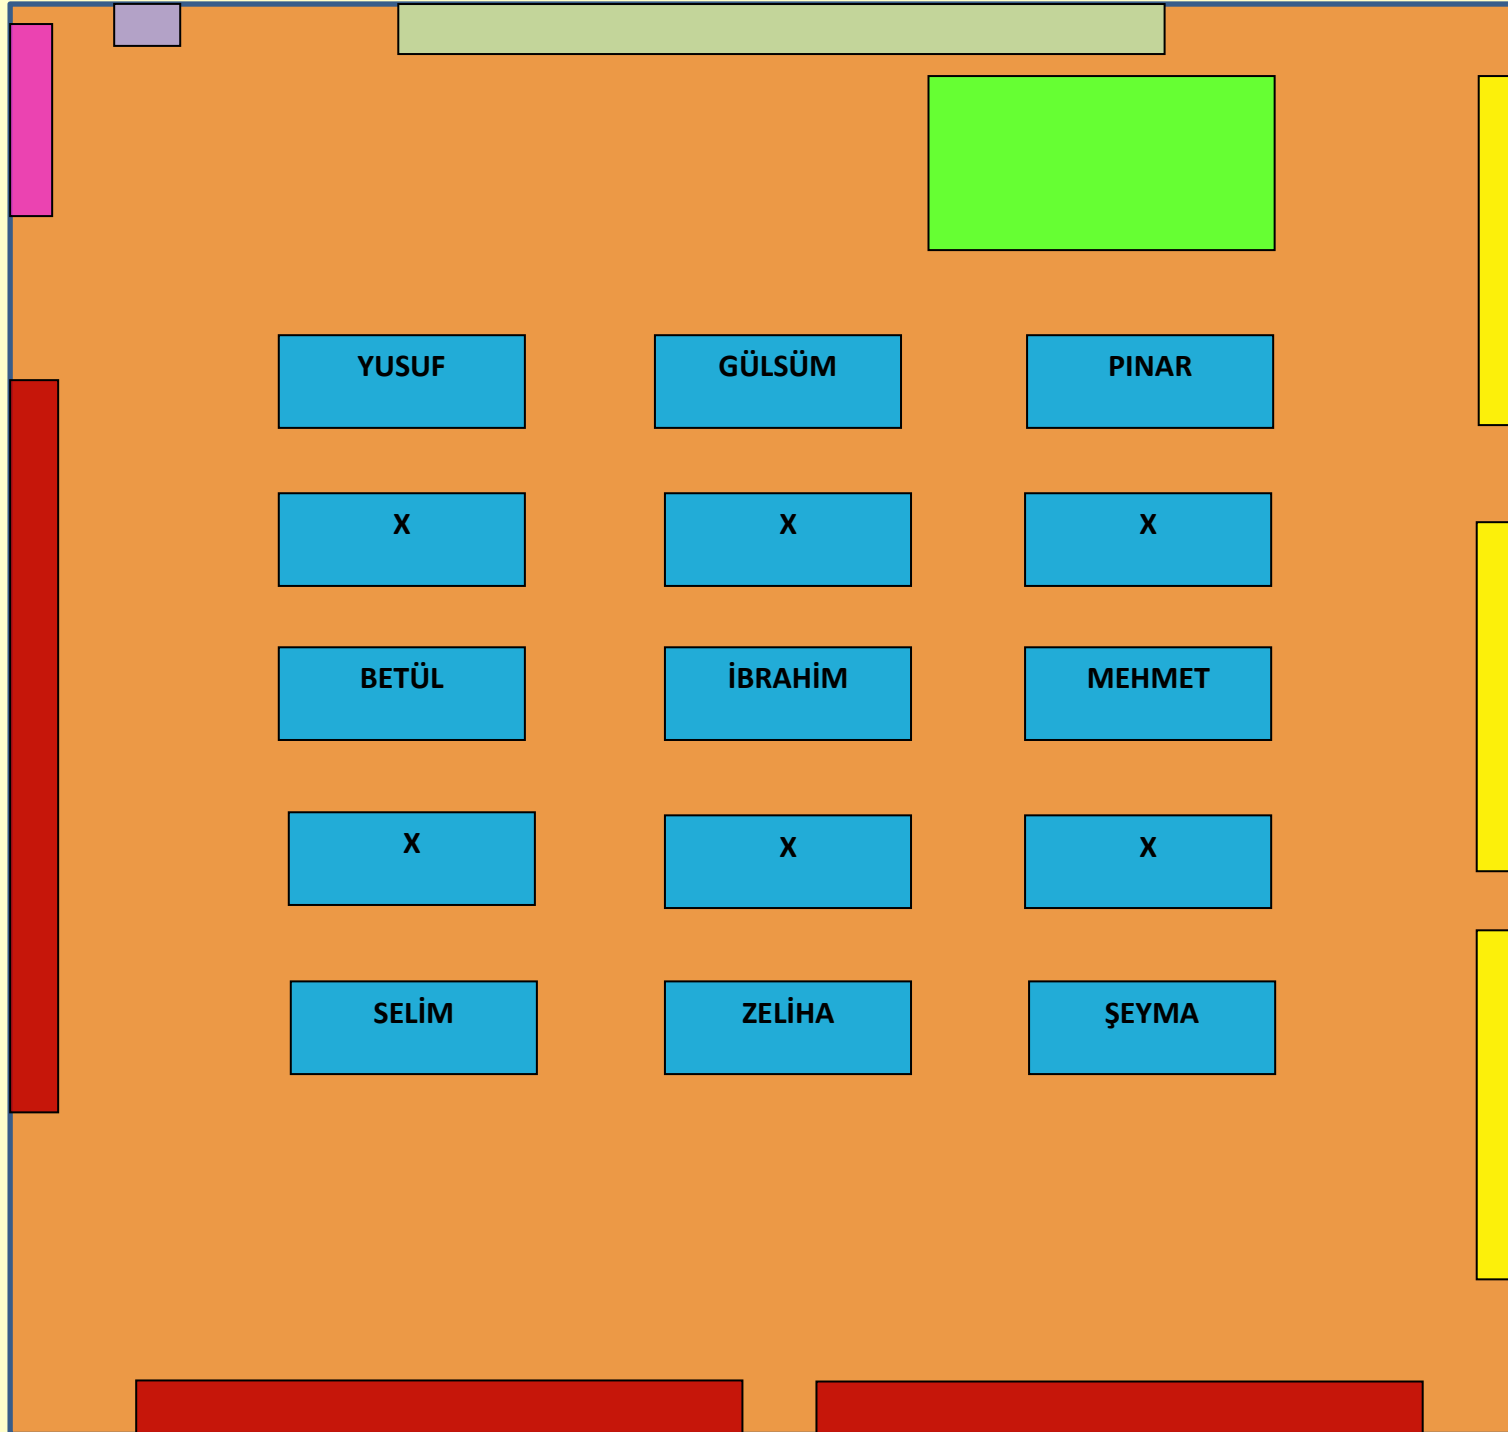 YUSUF
GÜLSÜM
PINAR
X
X
X
BETÜL
İBRAHİM
MEHMET
X
X
X
SELİM
ZELİHA
ŞEYMA